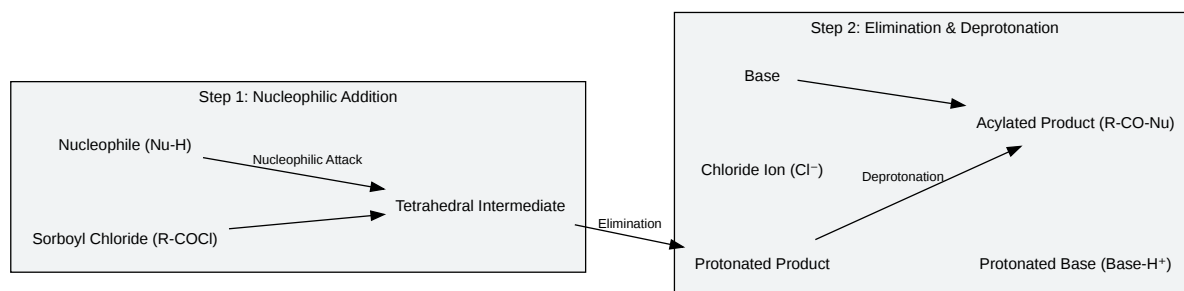 Step 1: Nucleophilic Addition
Nucleophile (Nu-H)
Nucleophilic Attack
Tetrahedral Intermediate
Sorboyl Chloride (R-COCl)
Elimination
Step 2: Elimination & Deprotonation
Base
Acylated Product (R-CO-Nu)
Chloride Ion (Cl⁻)
Deprotonation
Protonated Product
Protonated Base (Base-H⁺)